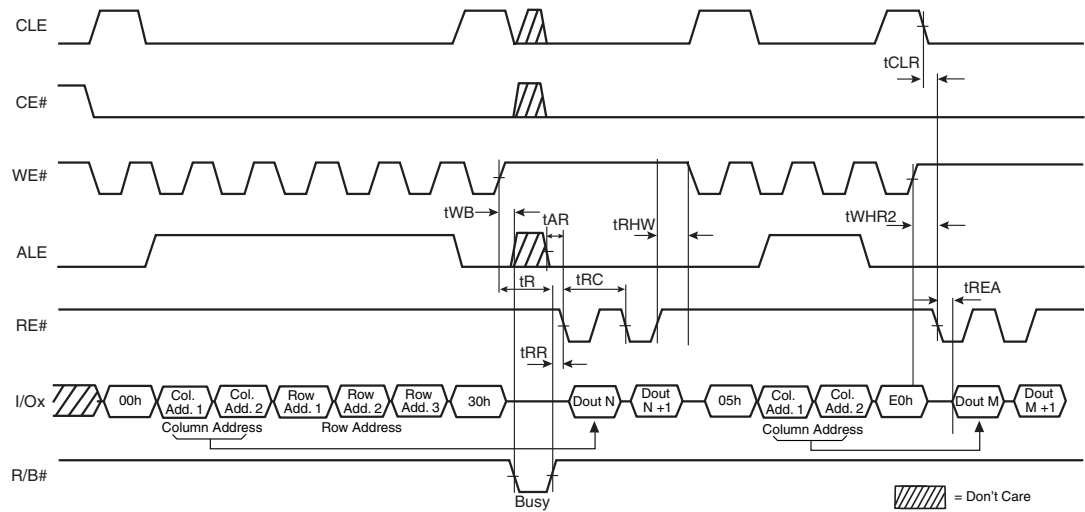 CLE
tCLR
CE#
WE#
tWB
tAR
tRHW
tWHR2
ALE
tR
tRC
tREA
RE#
tRR
I/Ox
00h
Col. Add. 1
Col. Add. 2
Row Add. 1
Row Add. 2
Row Add. 3
30h
Dout N
Dout N +1
05h
Col. Add. 1
Col. Add. 2
E0h
Dout M
Dout M +1
Column Address
Row Address
Column Address
R/B#
Busy
= Don't Care